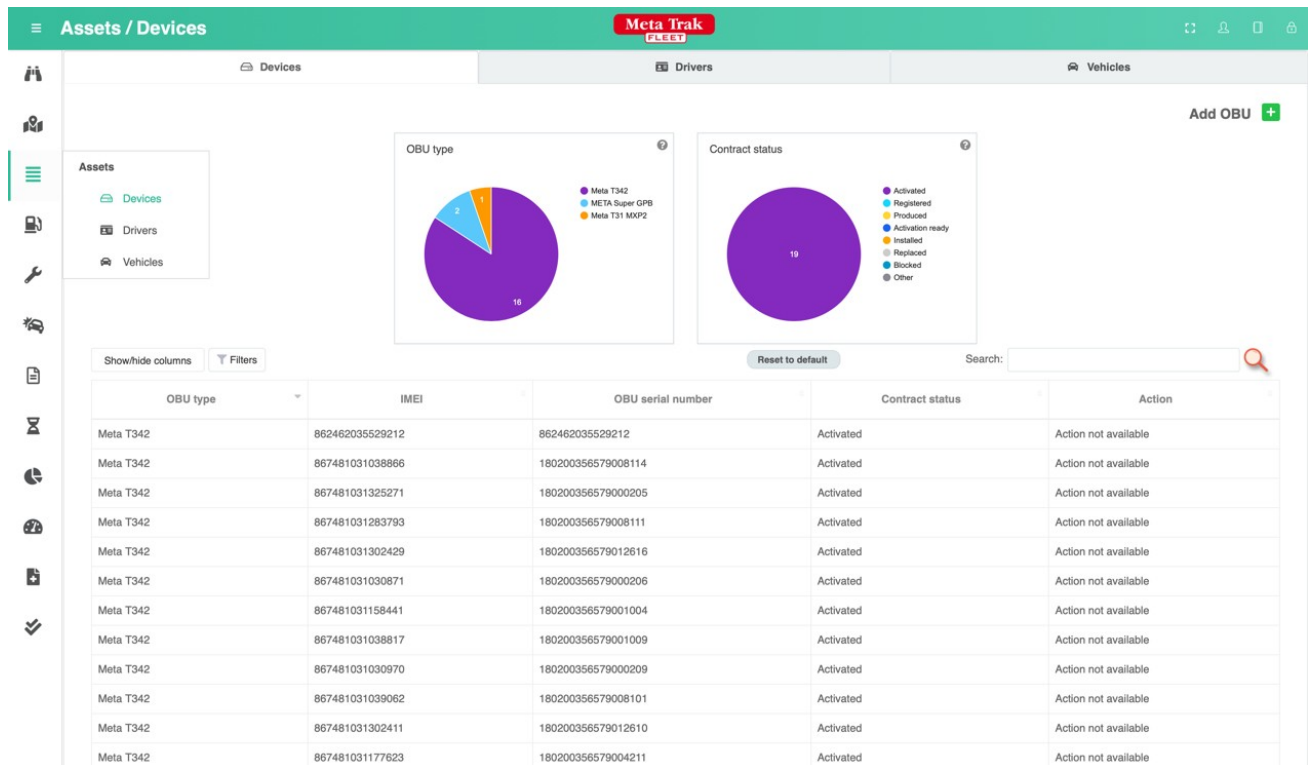 Assets / Devices
Meta Trak
FLEET
Devices
Drivers
Vehicles
Add OBU
Assets
Devices
Drivers
Vehicles
OBU type
2
1
16
Meta T342
META Super GPB
Meta T31 MXP2
Contract status
19
Activated
Registered
Produced
Activation ready
Installed
Replaced
Blocked
Other
Show/hide columns Filters Reset to default Search:
OBU type IMEI OBU serial number Contract status Action
Meta T342 862462035529212 862462035529212 Activated Action not available
Meta T342 867481031038866 180200356579008114 Activated Action not available
Meta T342 867481031325271 180200356579000205 Activated Action not available
Meta T342 867481031283793 180200356579008111 Activated Action not available
Meta T342 867481031302429 180200356579012616 Activated Action not available
Meta T342 867481031030871 180200356579000206 Activated Action not available
Meta T342 867481031158441 180200356579001004 Activated Action not available
Meta T342 867481031038817 180200356579001009 Activated Action not available
Meta T342 867481031030970 180200356579000209 Activated Action not available
Meta T342 867481031039062 180200356579008101 Activated Action not available
Meta T342 867481031302411 180200356579012610 Activated Action not available
Meta T342 867481031177623 180200356579004211 Activated Action not available